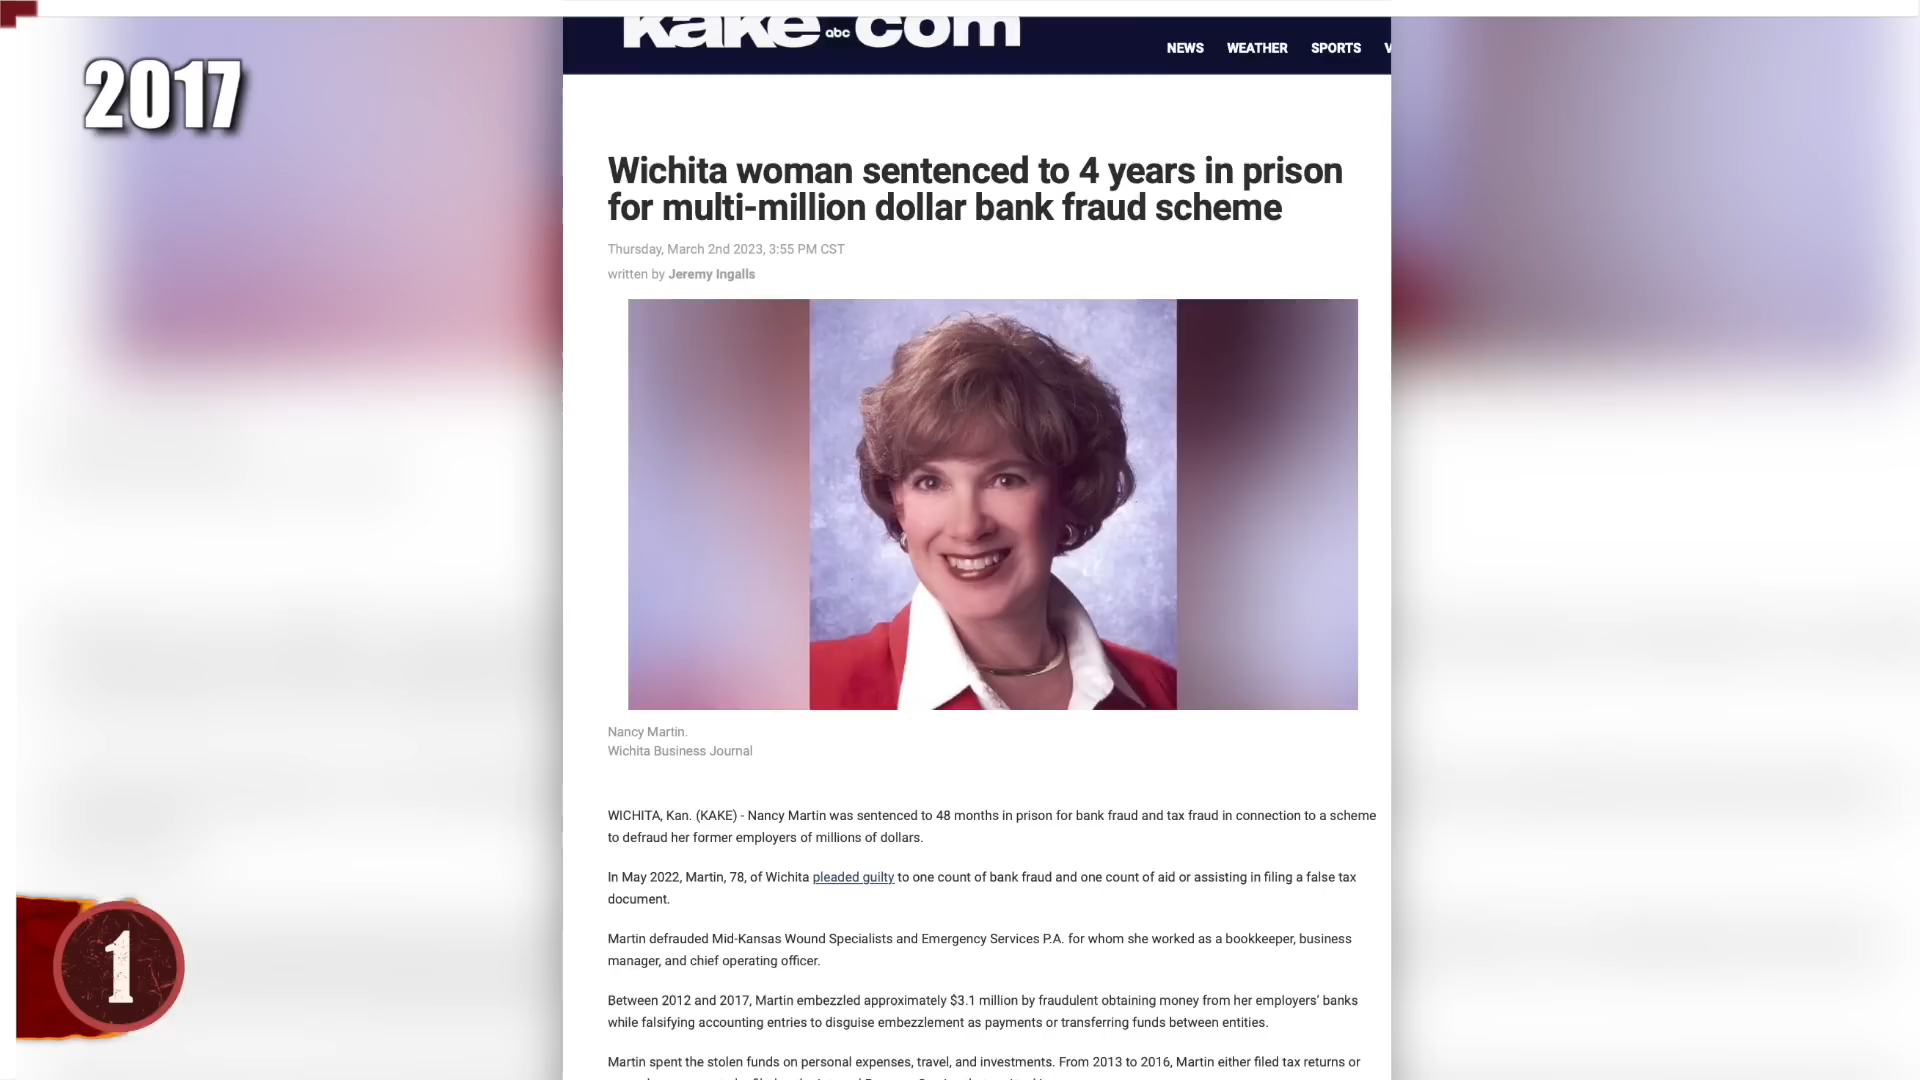 kake abc com
NEWS WEATHER SPORTS
2017
Wichita woman sentenced to 4 years in prison
for multi-million dollar bank fraud scheme
Thursday, March 2nd 2023, 3:55 PM CST
written by Jeremy Ingalls
Nancy Martin.
Wichita Business Journal
WICHITA, Kan. (KAKE) - Nancy Martin was sentenced to 48 months in prison for bank fraud and tax fraud in connection to a scheme
to defraud her former employers of millions of dollars.
In May 2022, Martin, 78, of Wichita pleaded guilty to one count of bank fraud and one count of aid or assisting in filing a false tax
document.
Martin defrauded Mid-Kansas Wound Specialists and Emergency Services P.A. for whom she worked as a bookkeeper, business
manager, and chief operating officer.
1
Between 2012 and 2017, Martin embezzled approximately $3.1 million by fraudulent obtaining money from her employers' banks
while falsifying accounting entries to disguise embezzlement as payments or transferring funds between entities.
Martin spent the stolen funds on personal expenses, travel, and investments. From 2013 to 2016, Martin either filed tax returns or